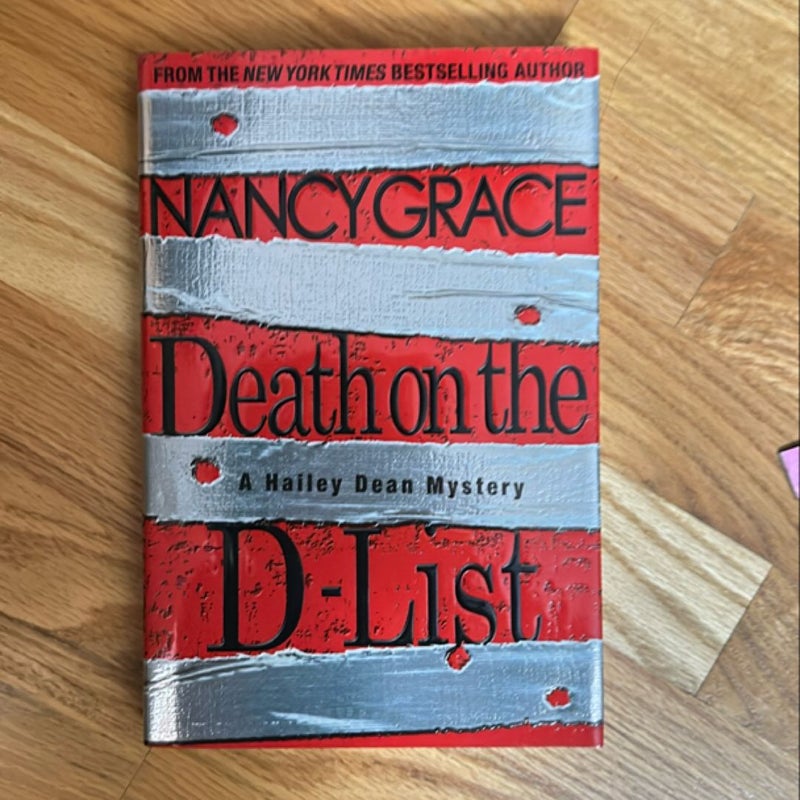 FROM THE NEW YORK TIMES BESTSELLING AUTHOR
NANCY GRACE
Death on the
A Hailey Dean Mystery
D-List